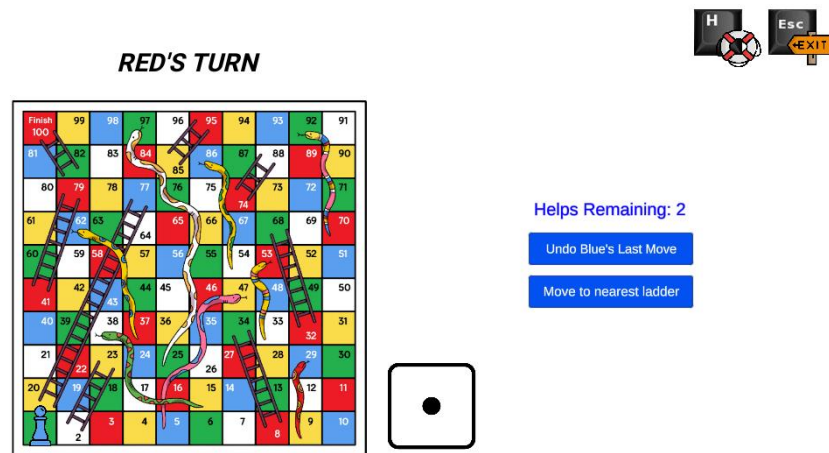 H
Esc
EXIT
RED'S TURN
Finish
100 99 98 97 96 95 94 93 92 91
81 82 83 84 85 86 87 88 89 90
80 79 78 77 76 75 74 73 72 71
61 62 63 64 65 66 67 68 69 70
60 59 58 57 56 55 54 53 52 51
41 42 43 44 45 46 47 48 49 50
40 39 38 37 36 35 34 33 32 31
21 22 23 24 25 26 27 28 29 30
20 19 18 17 16 15 14 13 12 11
2 3 4 5 6 7 8 9 10
Helps Remaining: 2
Undo Blue's Last Move
Move to nearest ladder